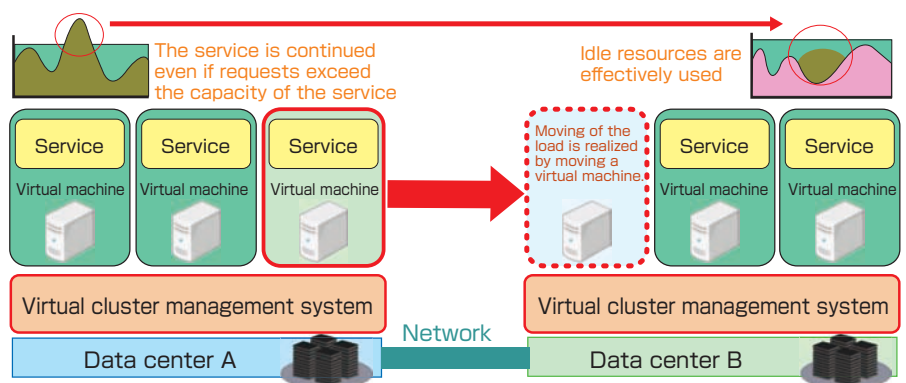 The service is continued
even if requests exceed
the capacity of the service
Idle resources are
effectively used
Service
Virtual machine
Service
Virtual machine
Service
Virtual machine
Moving of the
load is realized
by moving a
virtual machine.
Service
Virtual machine
Service
Virtual machine
Virtual cluster management system
Virtual cluster management system
Network
Data center A
Data center B